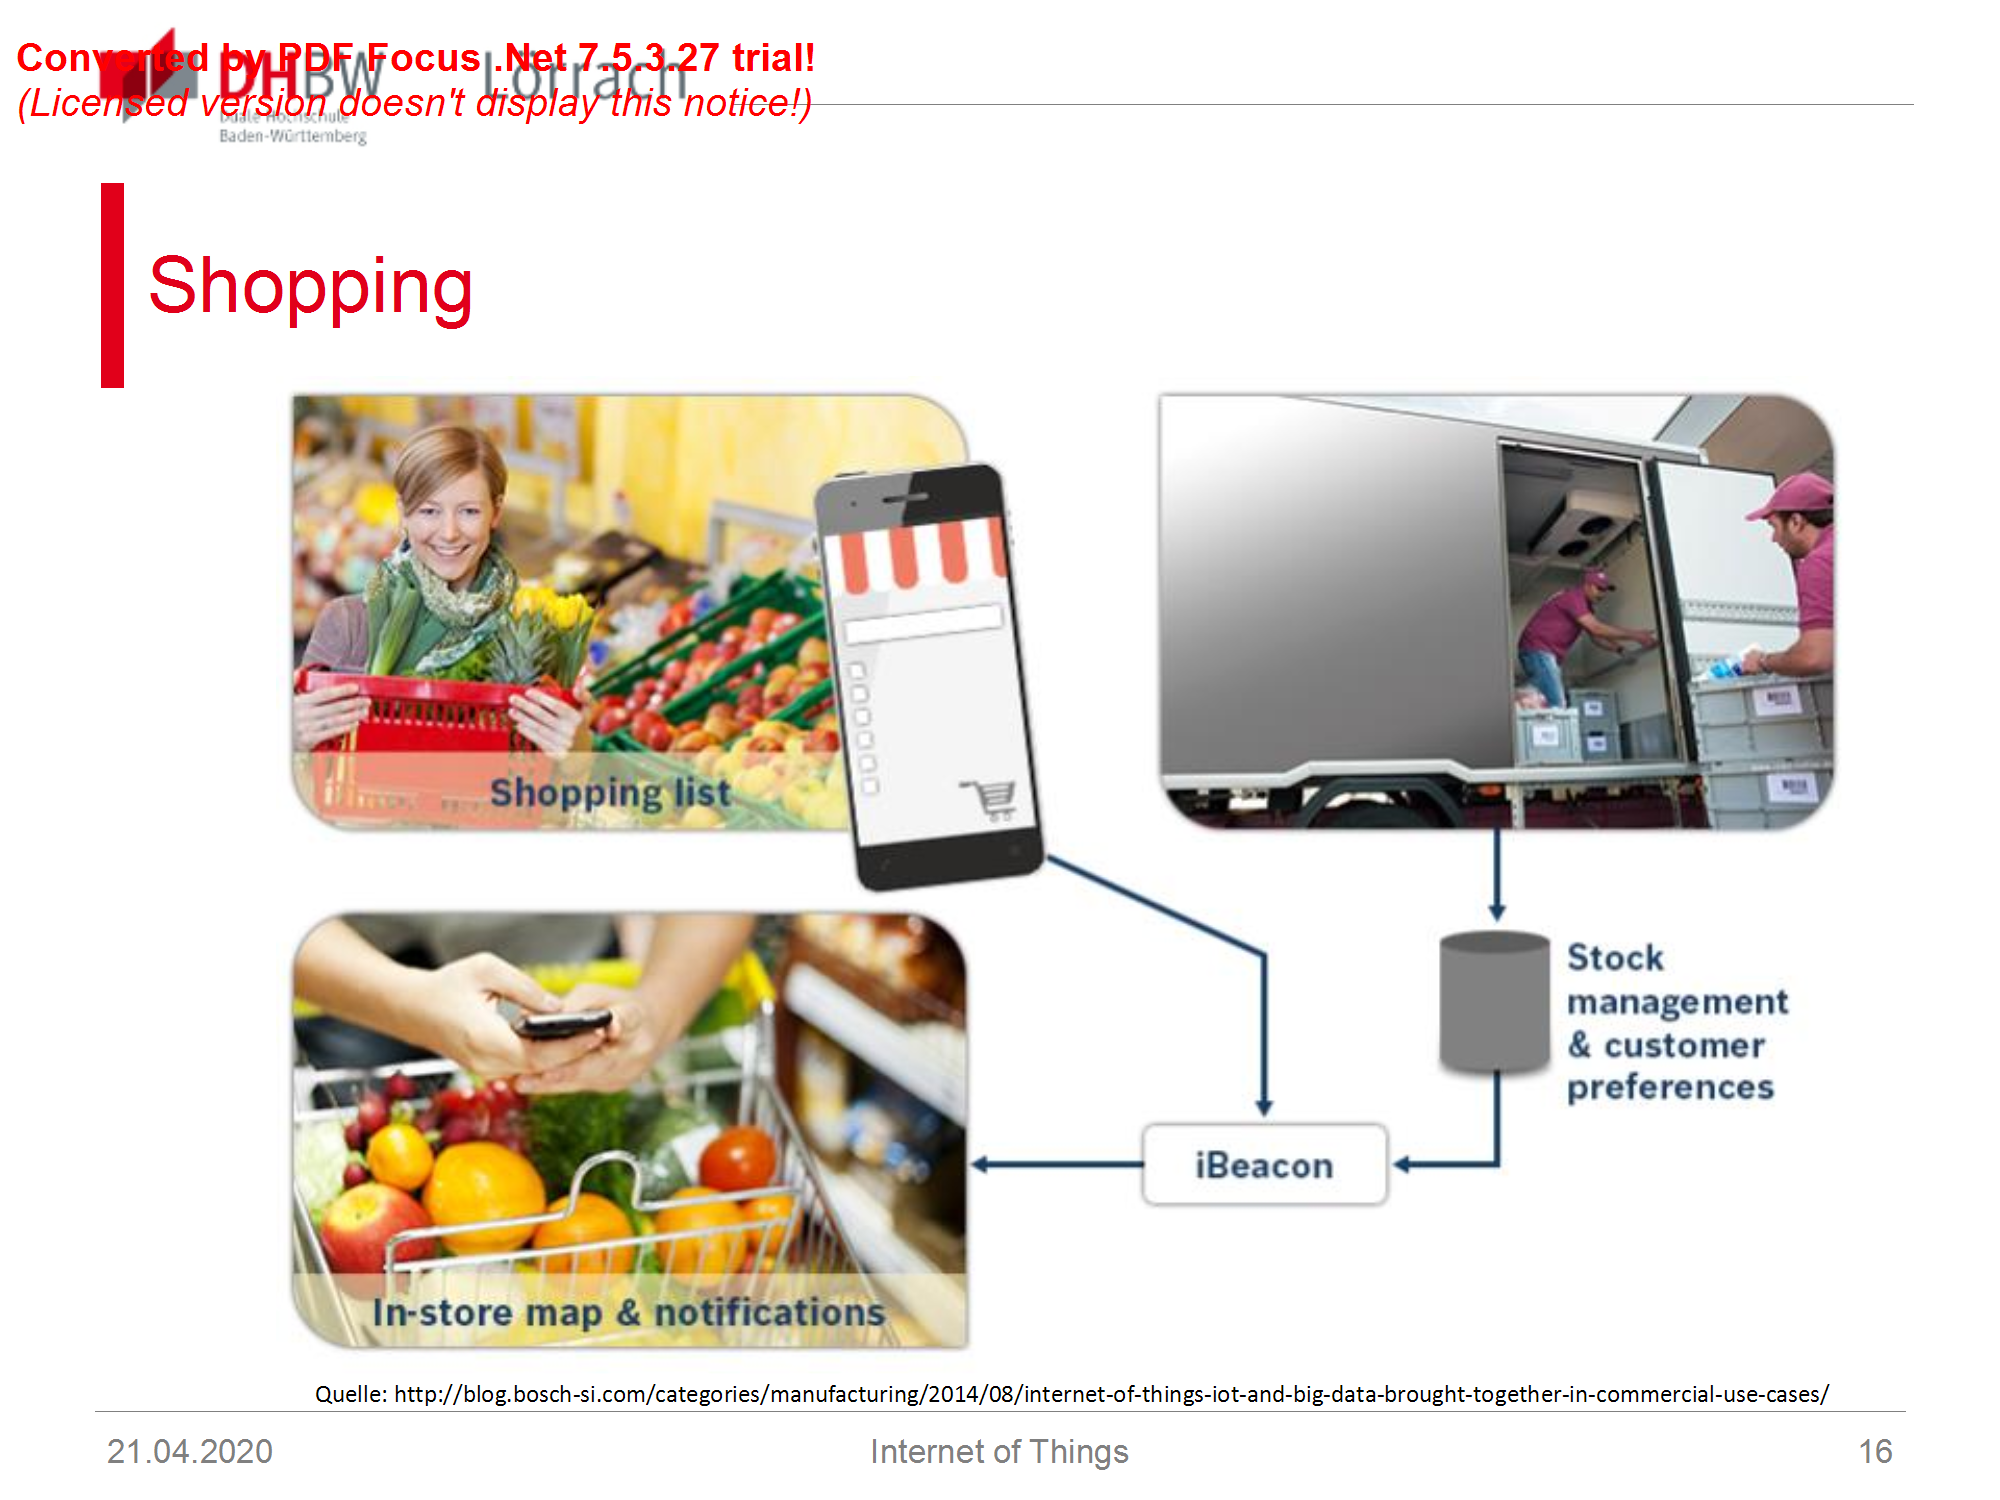 Converted by PDF Focus .Net 7.5.3.27 trial!
(Licensed version doesn't display this notice!)
DHBW Lörrach
Duale Hochschule
Baden-Württemberg
Shopping
Shopping list
Stock
management
& customer
preferences
iBeacon
In-store map & notifications
Quelle: http://blog.bosch-si.com/categories/manufacturing/2014/08/internet-of-things-iot-and-big-data-brought-together-in-commercial-use-cases/
21.04.2020
Internet of Things
16